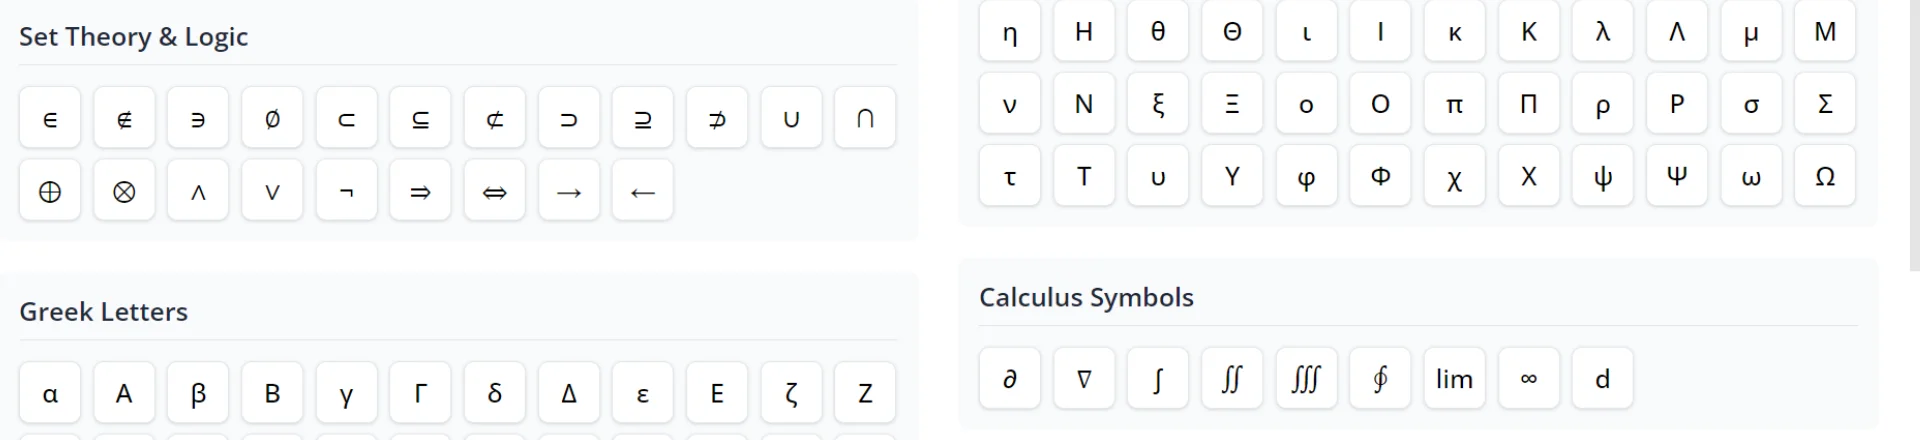 Set Theory & Logic
∈ ∉ ∋ ∅ ⊂ ⊆ ⊄ ⊃ ⊇ ⊅ ∪ ∩
⊕ ⊗ ∧ ∨ ¬ ⇒ ⇔ → ←
Greek Letters
α Α β Β γ Γ δ Δ ε Ε ζ Ζ
η Η θ Θ ι Ι κ Κ λ Λ μ Μ
ν Ν ξ Ξ ο Ο π Π ρ Ρ σ Σ
τ Τ υ Υ φ Φ χ Χ ψ Ψ ω Ω
Calculus Symbols
∂ ∇ ∫ ∬ ∭ ∮ lim ∞ d